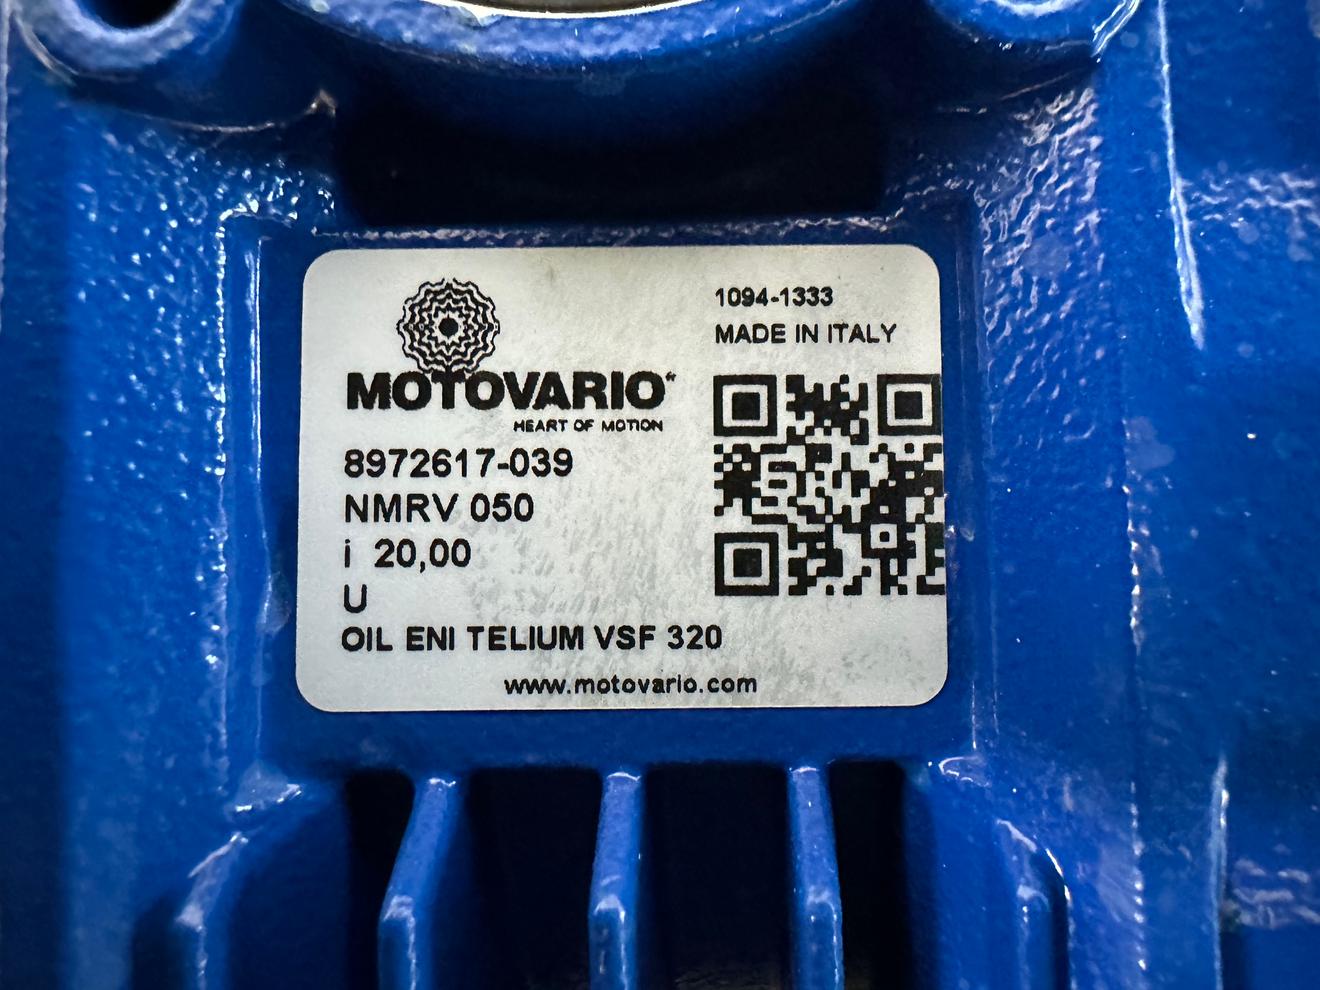 MOTOVARIO
HEART OF MOTION
8972617-039
NMRV 050
i 20,00
U
OIL ENI TELIUM VSF 320
www.motovario.com
1094-1333
MADE IN ITALY